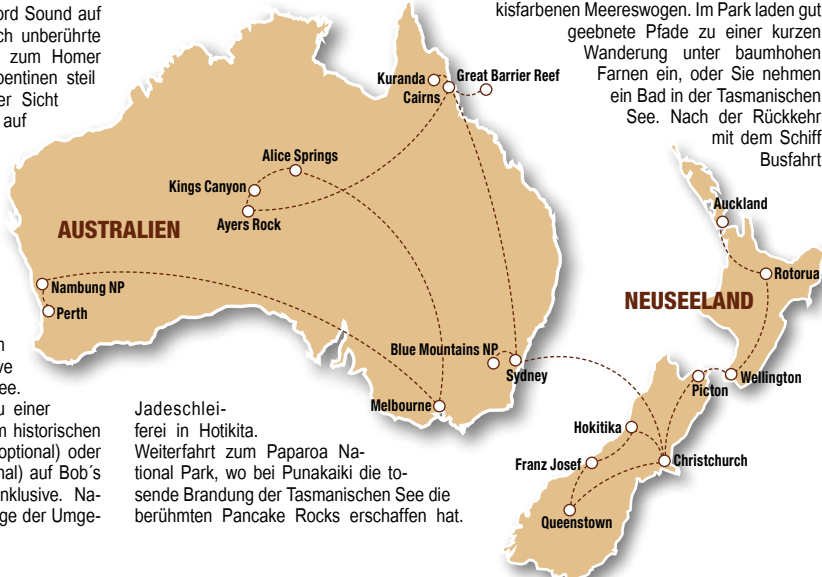 ord Sound auf
ch unberührte
zum Homer
pentinen steil
er Sicht
auf
kisfarbenen Meereswogen. Im Park laden gut
geebnete Pfade zu einer kurzen
Wanderung unter baumhohen
Farnen ein, oder Sie nehmen
ein Bad in der Tasmanischen
See. Nach der Rückkehr
mit dem Schiff
Busfahrt
Kuranda
Great Barrier Reef
Cairns
Alice Springs
Kings Canyon
Ayers Rock
AUSTRALIEN
Nambung NP
Perth
Blue Mountains NP
Sydney
Melbourne
Auckland
Rotorua
NEUSEELAND
Wellington
Picton
Hokitika
Franz Josef
Christchurch
Queenstown
n
ve
ee.
u einer
m historischen
optional) oder
nal) auf Bob´s
nklusive. Na-
ge der Umge-
Jadeschlei-
ferei in Hotikita.
Weiterfahrt zum Paparoa Na-
tional Park, wo bei Punakaiki die to-
sende Brandung der Tasmanischen See die
berühmten Pancake Rocks erschaffen hat.